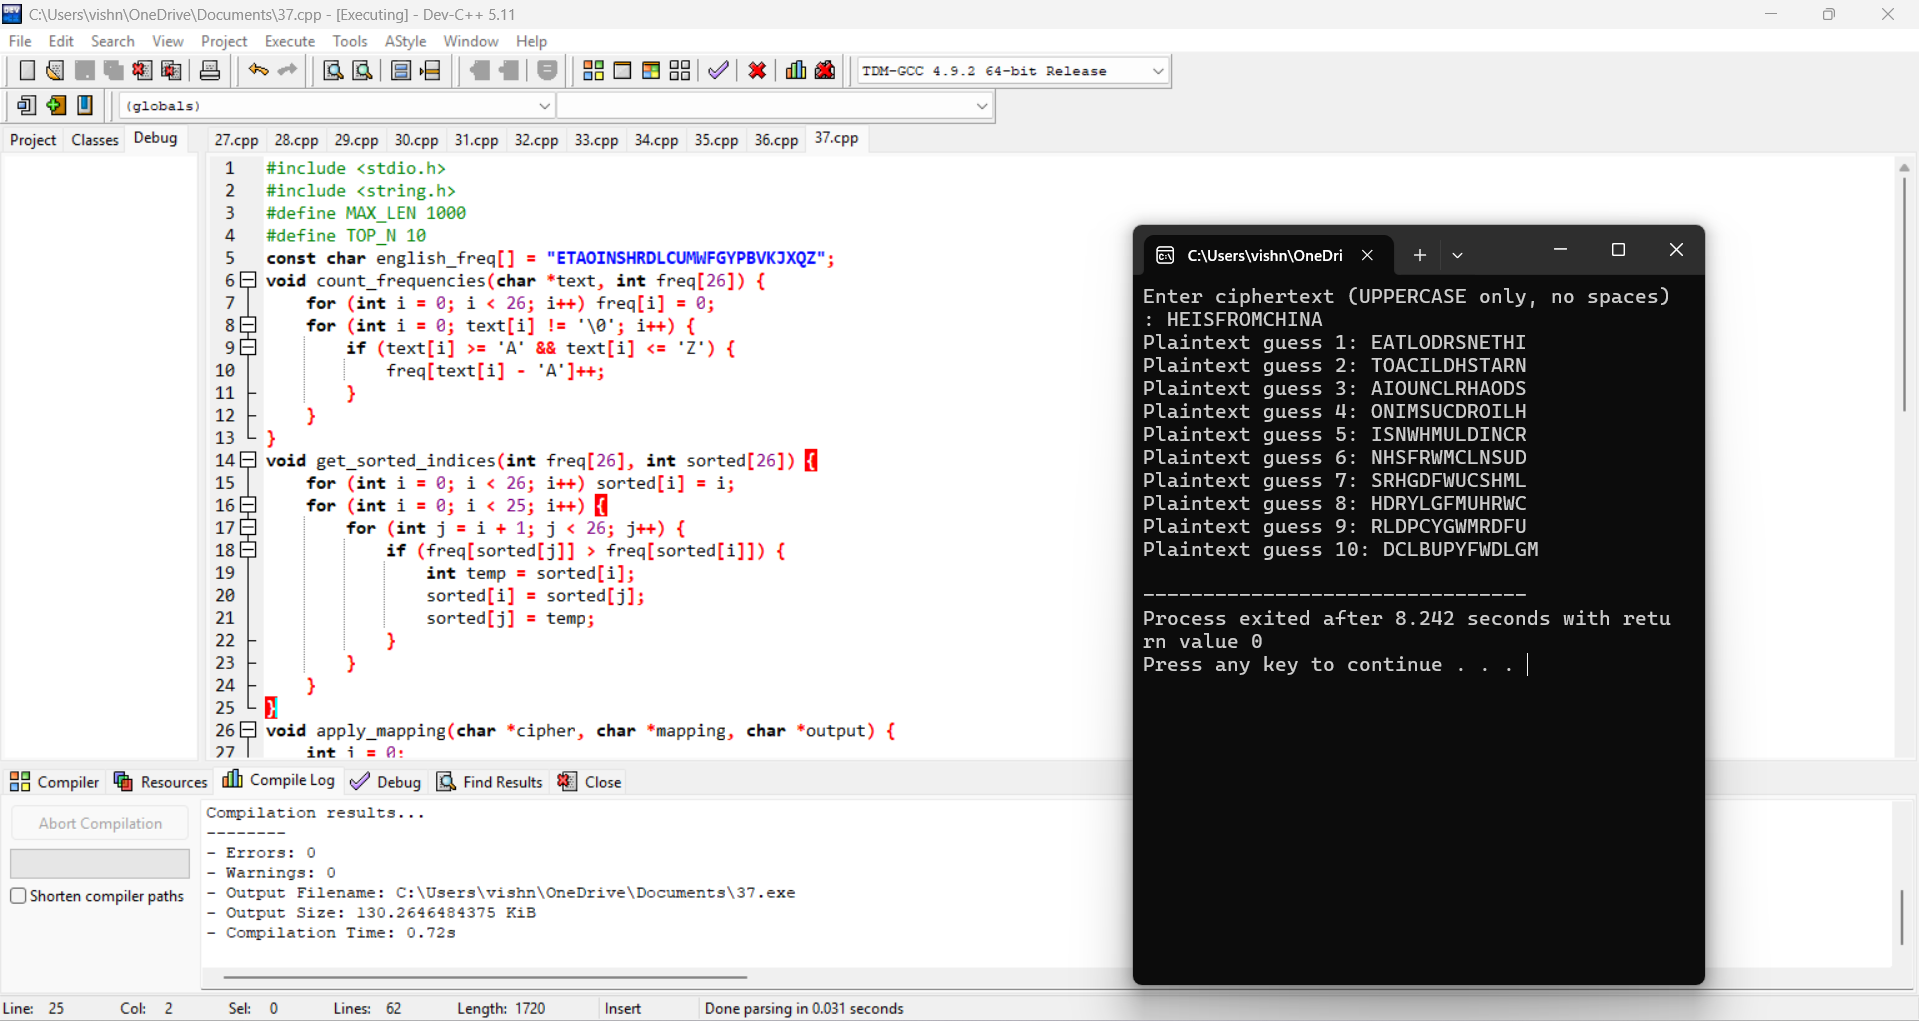 C:\Users\vishn\OneDrive\Documents\37.cpp - [Executing] - Dev-C++ 5.11
File Edit Search View Project Execute Tools AStyle Window Help
TDM-GCC 4.9.2 64-bit Release
(globals)
Project Classes Debug 27.cpp 28.cpp 29.cpp 30.cpp 31.cpp 32.cpp 33.cpp 34.cpp 35.cpp 36.cpp 37.cpp
1 #include <stdio.h>
2 #include <string.h>
3 #define MAX_LEN 1000
4 #define TOP_N 10
5 const char english_freq[] = "ETAOINSHRDLCUMWFGYPBVKJXQZ";
6 void count_frequencies(char *text, int freq[26]) {
7 for (int i = 0; i < 26; i++) freq[i] = 0;
8 for (int i = 0; text[i] != '\0'; i++) {
9 if (text[i] >= 'A' && text[i] <= 'Z') {
10 freq[text[i] - 'A']++;
11 }
12 }
13 }
14 void get_sorted_indices(int freq[26], int sorted[26]) {
15 for (int i = 0; i < 26; i++) sorted[i] = i;
16 for (int i = 0; i < 25; i++) {
17 for (int j = i + 1; j < 26; j++) {
18 if (freq[sorted[j]] > freq[sorted[i]]) {
19 int temp = sorted[i];
20 sorted[i] = sorted[j];
21 sorted[j] = temp;
22 }
23 }
24 }
25 }
26 void apply_mapping(char *cipher, char *mapping, char *output) {
27 int i = 0;
C:\Users\vishn\OneDri
Enter ciphertext (UPPERCASE only, no spaces)
: HEISFROMCHINA
Plaintext guess 1: EATLODRSNETHI
Plaintext guess 2: TOACILDHSTARN
Plaintext guess 3: AIOUNCLRHAODS
Plaintext guess 4: ONIMSUCDROILH
Plaintext guess 5: ISNWHMULDINCR
Plaintext guess 6: NHSFRWMCLNSUD
Plaintext guess 7: SRHGDFWUCSHML
Plaintext guess 8: HDRYLGFMUHRWC
Plaintext guess 9: RLDPCYGWMRDFU
Plaintext guess 10: DCLBUPYFWDLGM
--------------------------------
Process exited after 8.242 seconds with retu
rn value 0
Press any key to continue . . .
Compiler Resources Compile Log Debug Find Results Close
Abort Compilation
Shorten compiler paths
Compilation results...
--------
- Errors: 0
- Warnings: 0
- Output Filename: C:\Users\vishn\OneDrive\Documents\37.exe
- Output Size: 130.2646484375 KiB
- Compilation Time: 0.72s
Line: 25 Col: 2 Sel: 0 Lines: 62 Length: 1720 Insert Done parsing in 0.031 seconds